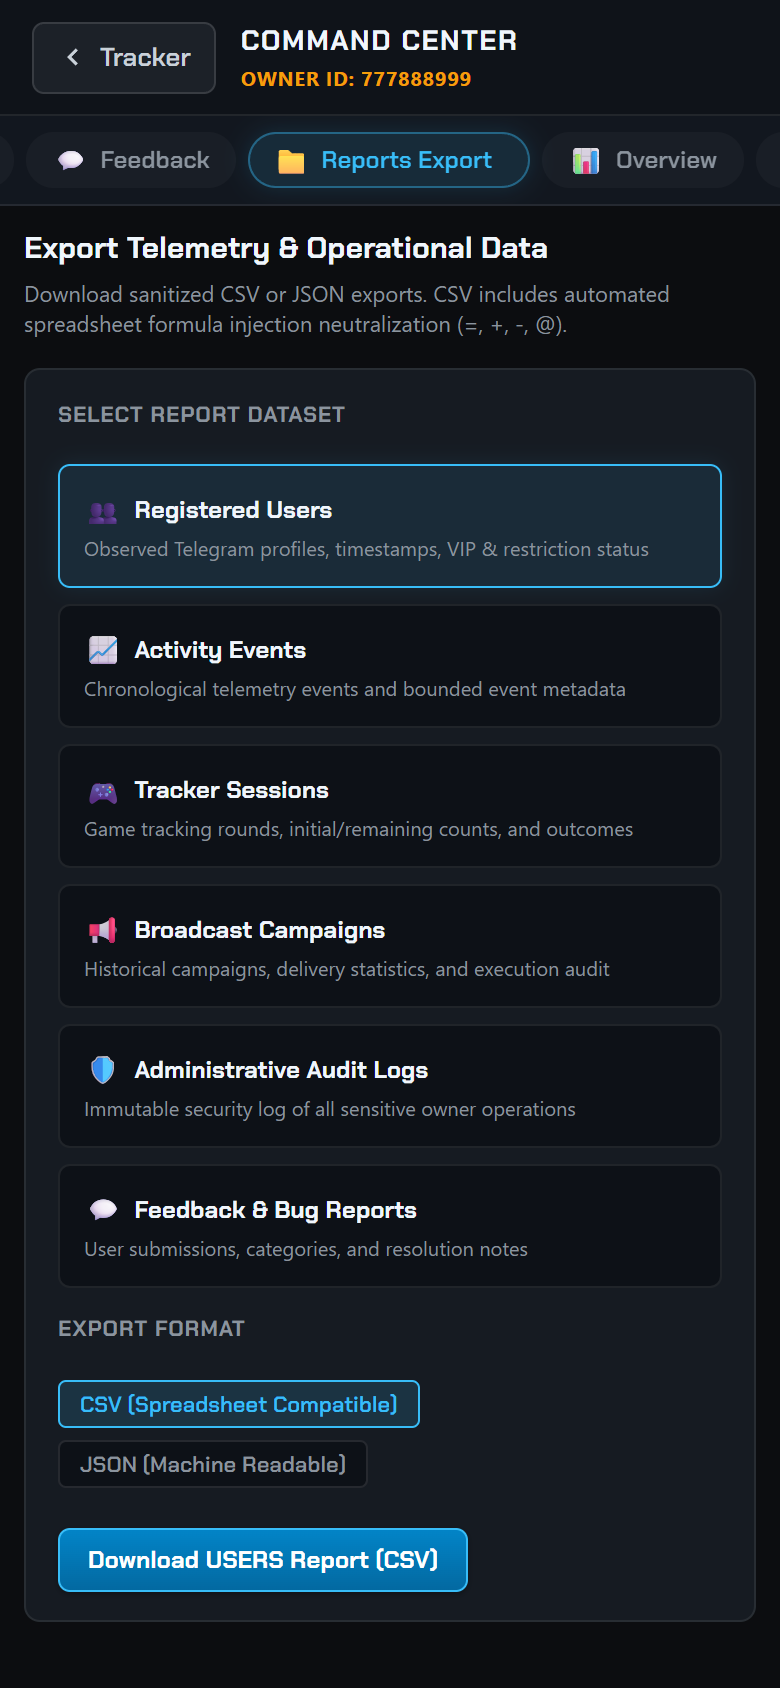 Tracker
COMMAND CENTER
OWNER ID: 777888999
Feedback
Reports Export
Overview
Export Telemetry & Operational Data
Download sanitized CSV or JSON exports. CSV includes automated
spreadsheet formula injection neutralization (=, +, -, @).
SELECT REPORT DATASET
Registered Users
Observed Telegram profiles, timestamps, VIP & restriction status
Activity Events
Chronological telemetry events and bounded event metadata
Tracker Sessions
Game tracking rounds, initial/remaining counts, and outcomes
Broadcast Campaigns
Historical campaigns, delivery statistics, and execution audit
Administrative Audit Logs
Immutable security log of all sensitive owner operations
Feedback & Bug Reports
User submissions, categories, and resolution notes
EXPORT FORMAT
CSV (Spreadsheet Compatible)
JSON (Machine Readable)
Download USERS Report (CSV)